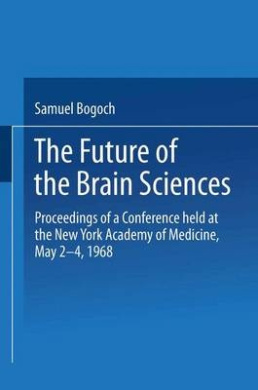 Samuel Bogoch
The Future of
the Brain Sciences
Proceedings of a Conference held at
the New York Academy of Medicine,
May 2–4, 1968